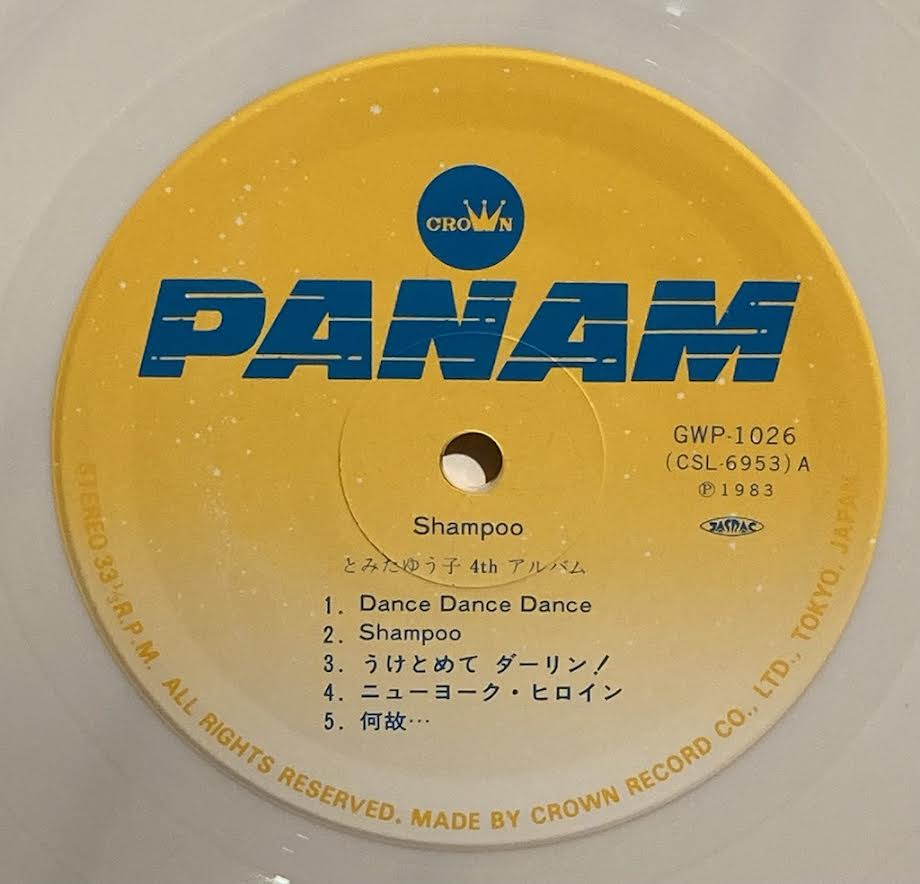 CROWN
PANAM
GWP-1026
(CSL-6953) A
Ⓟ1983
JASRAC
Shampoo
とみたゆう子 4th アルバム
1. Dance Dance Dance
2. Shampoo
3. うけとめて ダーリン!
4. ニューヨーク・ヒロイン
5. 何故…
STEREO 33⅓ R.P.M. ALL RIGHTS RESERVED. MADE BY CROWN RECORD CO., LTD., TOKYO, JAPAN